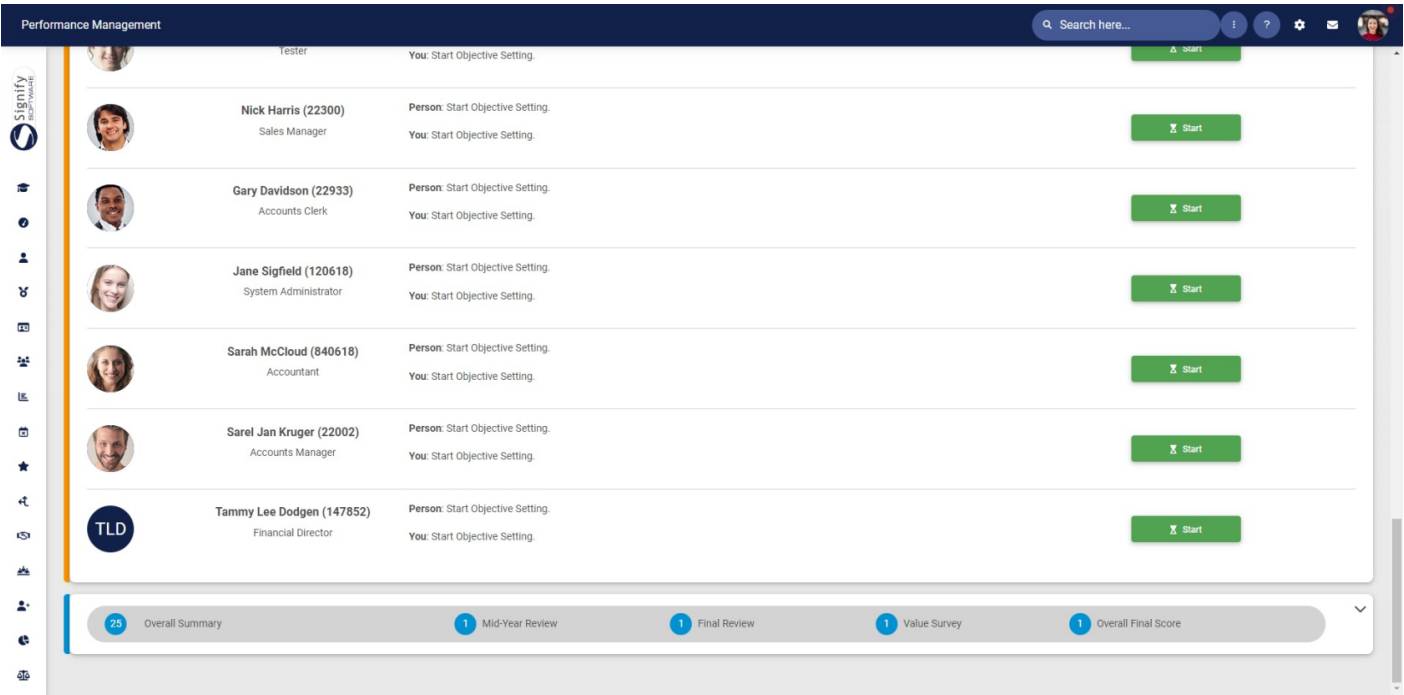 Performance Management
Search here...
?
Signify
SOFTWARE
Tester
You: Start Objective Setting.
Start
Nick Harris (22300)
Sales Manager
Person: Start Objective Setting.
You: Start Objective Setting.
Start
Gary Davidson (22933)
Accounts Clerk
Person: Start Objective Setting.
You: Start Objective Setting.
Start
Jane Sigfield (120618)
System Administrator
Person: Start Objective Setting.
You: Start Objective Setting.
Start
Sarah McCloud (840618)
Accountant
Person: Start Objective Setting.
You: Start Objective Setting.
Start
Sarel Jan Kruger (22002)
Accounts Manager
Person: Start Objective Setting.
You: Start Objective Setting.
Start
TLD
Tammy Lee Dodgen (147852)
Financial Director
Person: Start Objective Setting.
You: Start Objective Setting.
Start
25 Overall Summary
1 Mid-Year Review
1 Final Review
1 Value Survey
1 Overall Final Score